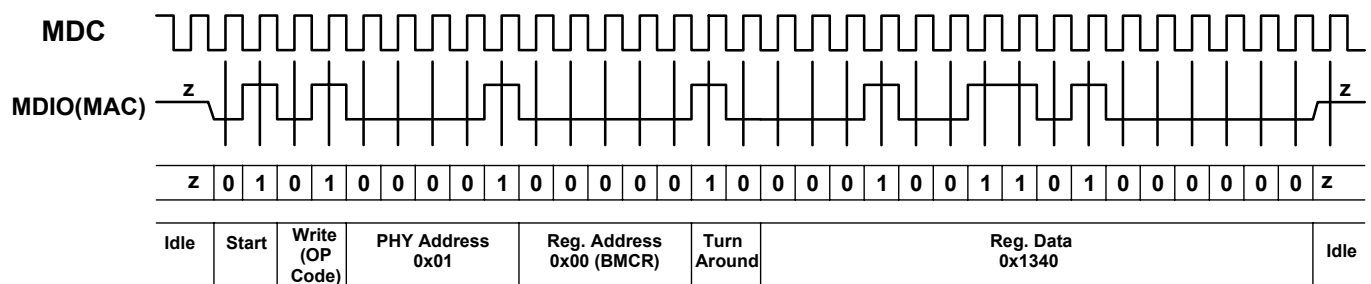 MDC
z z
MDIO(MAC)
z 0 1 0 1 0 0 0 0 1 0 0 0 0 0 1 0 0 0 0 1 0 0 1 1 0 1 0 0 0 0 0 0 z
Idle
Start
Write
(OP
Code)
PHY Address
0x01
Reg. Address
0x00 (BMCR)
Turn
Around
Reg. Data
0x1340
Idle